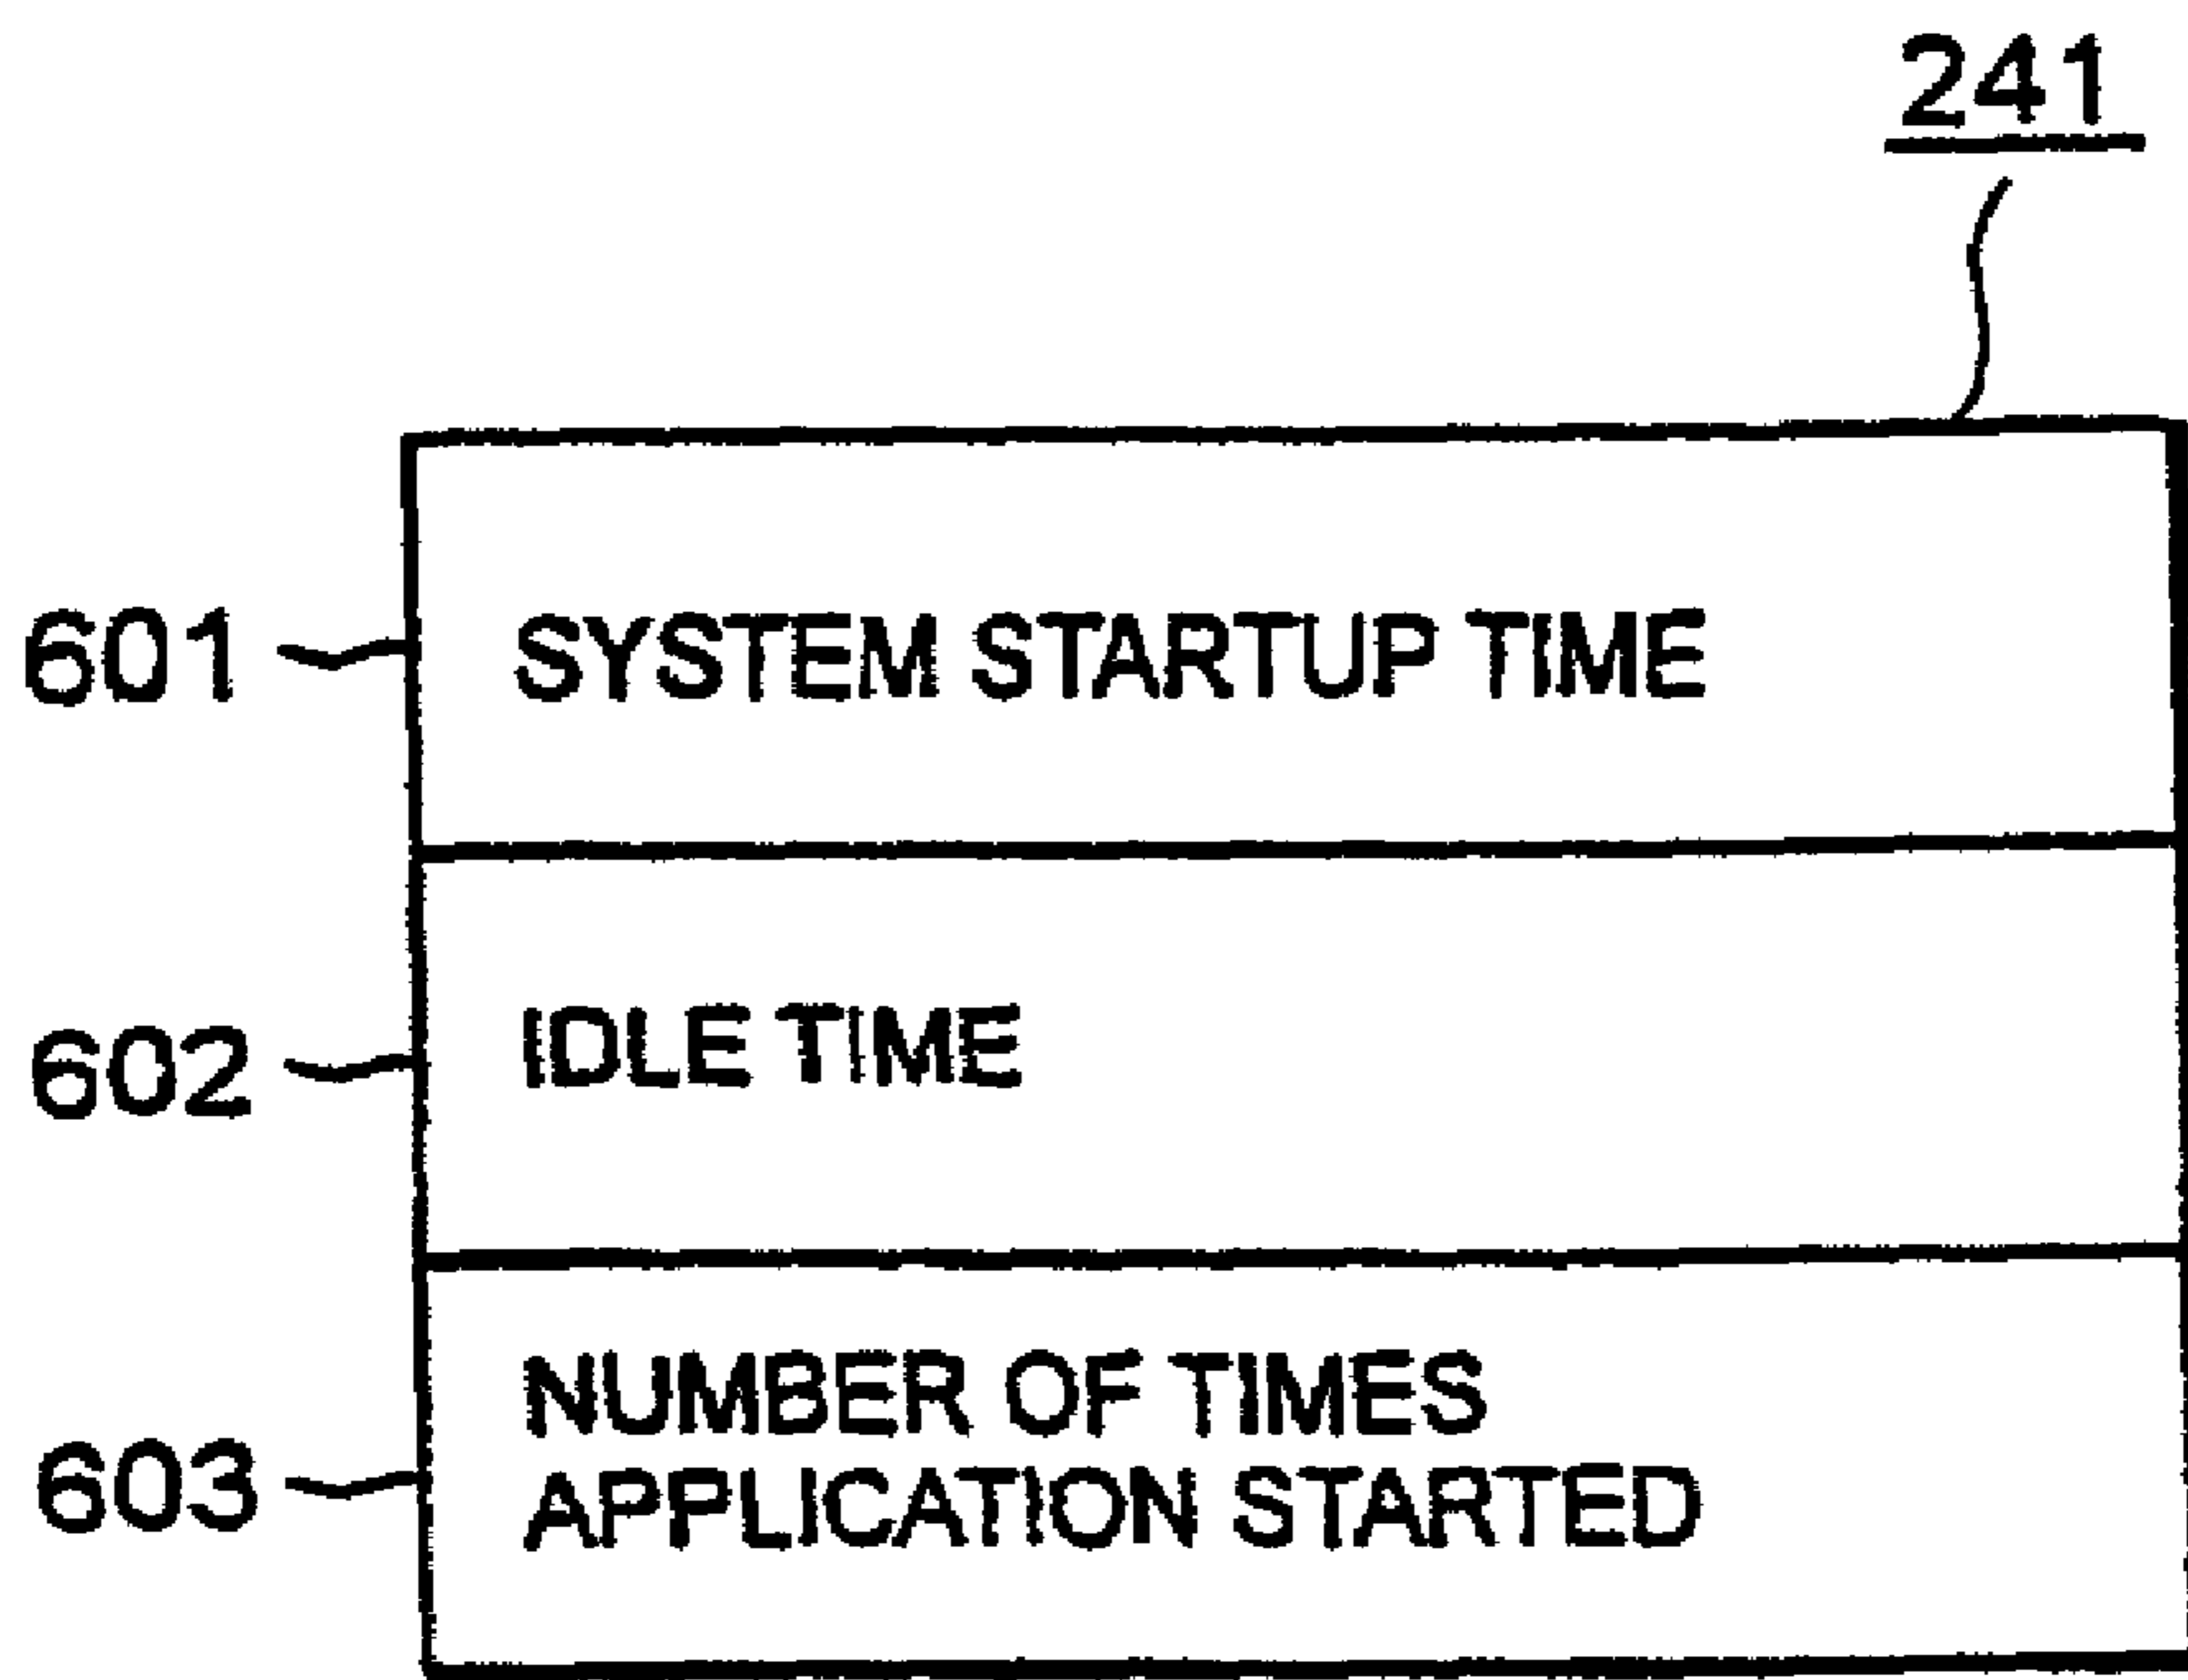 241
601 SYSTEM STARTUP TIME
602 IDLE TIME
NUMBER OF TIMES
603 APPLICATION STARTED